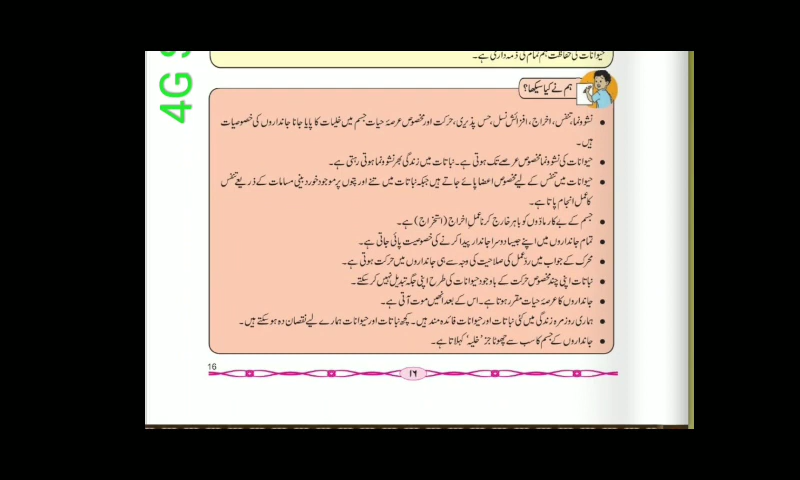 حیوانات کی حفاظت ہم تمام کی ذمہ داری ہے۔
4G S
ہم نے کیا سیکھا؟
• نشوونما، تنفس، اخراج، افزائش نسل، حس پذیری، حرکت اور مخصوص عرصۂ حیات جسم میں خلیات کا پایا جانا جانداروں کی خصوصیات
ہیں۔
• حیوانات کی نشوونما مخصوص عرصے تک ہوتی ہے۔ نباتات میں زندگی بھر نشوونما ہوتی رہتی ہے۔
• حیوانات میں تنفس کے لیے مخصوص اعضا پائے جاتے ہیں جبکہ نباتات میں تنے اور پتوں پر موجود خوردبینی مسامات کے ذریعے تنفس
کا عمل انجام پاتا ہے۔
• جسم کے بے کار مادّوں کو باہر خارج کرنا عملِ اخراج (استخراج) ہے۔
• تمام جانداروں میں اپنے جیسا دوسرا جاندار پیدا کرنے کی خصوصیت پائی جاتی ہے۔
• محرک کے جواب میں ردِّعمل کی صلاحیت کی وجہ سے ہی جانداروں میں حرکت ہوتی ہے۔
• نباتات اپنی چند مخصوص حرکت کے باوجود حیوانات کی طرح اپنی جگہ تبدیل نہیں کرسکتے۔
• جانداروں کا عرصۂ حیات مقرر ہوتا ہے۔ اس کے بعد انھیں موت آتی ہے۔
• ہماری روزمرہ زندگی میں کئی نباتات اور حیوانات فائدہ مند ہیں۔ کچھ نباتات اور حیوانات ہمارے لیے نقصان دہ ہوسکتے ہیں۔
• جانداروں کے جسم کا سب سے چھوٹا جز 'خلیہ' کہلاتا ہے۔
16
۱۶